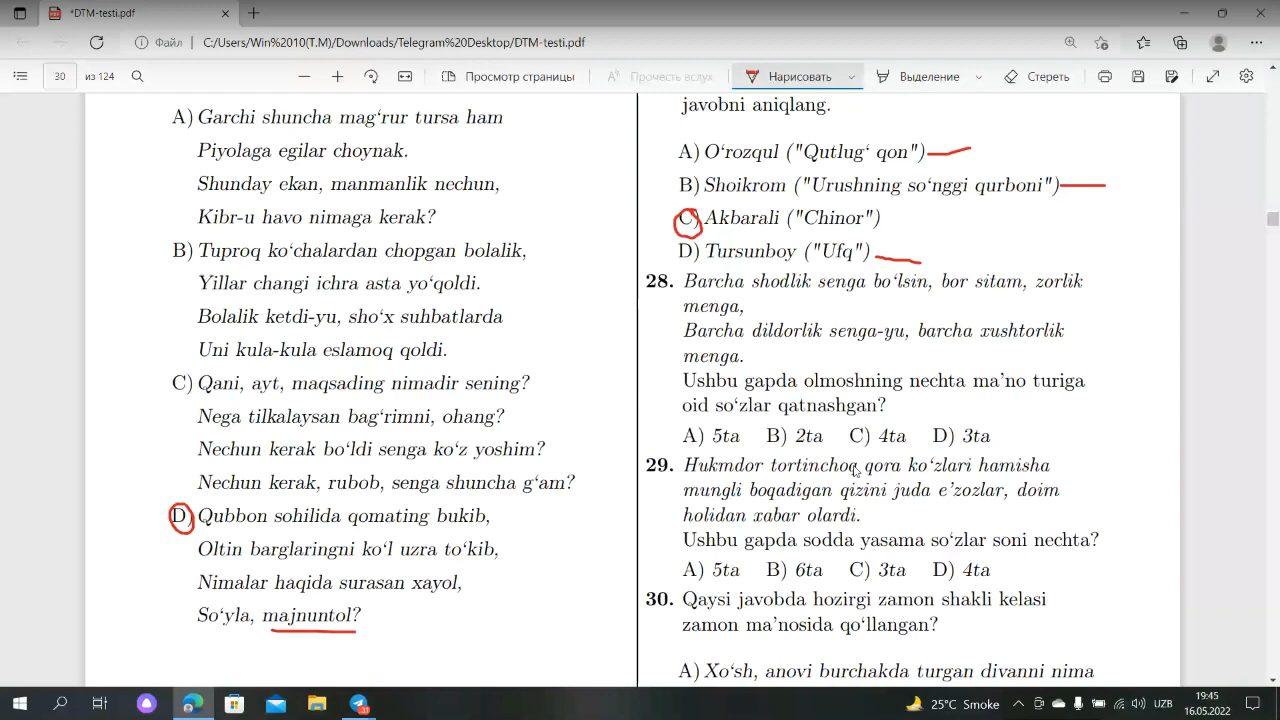 *DTM-testi.pdf
Файл
C:/Users/Win%2010(T.M)/Downloads/Telegram%20Desktop/DTM-testi.pdf
30
из 124
Просмотр страницы
Прочесть вслух
Нарисовать
Выделение
Стереть
A) Garchi shuncha mag‘rur tursa ham
Piyolaga egilar choynak.
Shunday ekan, manmanlik nechun,
Kibr-u havo nimaga kerak?
B) Tuproq ko‘chalardan chopgan bolalik,
Yillar changi ichra asta yo‘qoldi.
Bolalik ketdi-yu, sho‘x suhbatlarda
Uni kula-kula eslamoq qoldi.
C) Qani, ayt, maqsading nimadir sening?
Nega tilkalaysan bag‘rimni, ohang?
Nechun kerak bo‘ldi senga ko‘z yoshim?
Nechun kerak, rubob, senga shuncha g‘am?
D) Qubbon sohilida qomating bukib,
Oltin barglaringni ko‘l uzra to‘kib,
Nimalar haqida surasan xayol,
So‘yla, majnuntol?
javobni aniqlang.
A) O‘rozqul ("Qutlug‘ qon")
B) Shoikrom ("Urushning so‘nggi qurboni")
C) Akbarali ("Chinor")
D) Tursunboy ("Ufq")
28. Barcha shodlik senga bo‘lsin, bor sitam, zorlik
menga,
Barcha dildorlik senga-yu, barcha xushtorlik
menga.
Ushbu gapda olmoshning nechta ma’no turiga
oid so‘zlar qatnashgan?
A) 5ta B) 2ta C) 4ta D) 3ta
29. Hukmdor tortinchoq qora ko‘zlari hamisha
mungli boqadigan qizini juda e’zozlar, doim
holidan xabar olardi.
Ushbu gapda sodda yasama so‘zlar soni nechta?
A) 5ta B) 6ta C) 3ta D) 4ta
30. Qaysi javobda hozirgi zamon shakli kelasi
zamon ma’nosida qo‘llangan?
A) Xo‘sh, anovi burchakda turgan divanni nima
25°C Smoke
UZB
19:45
16.05.2022